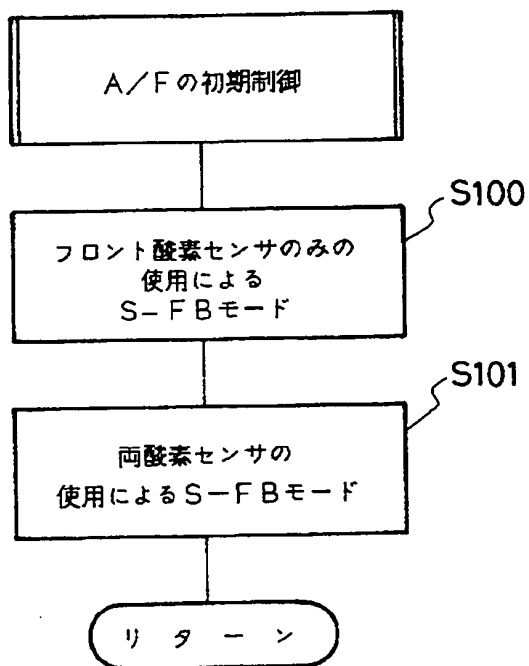 A/Fの初期制御
S100
フロント酸素センサのみの
使用による
S-FBモード
S101
両酸素センサの
使用によるS-FBモード
リターン